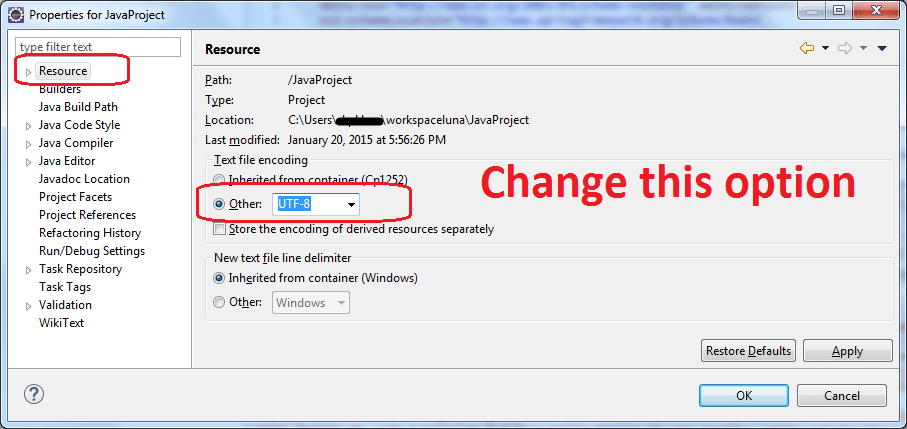 Properties for JavaProject
type filter text
Resource
Builders
Java Build Path
Java Code Style
Java Compiler
Java Editor
Javadoc Location
Project Facets
Project References
Refactoring History
Run/Debug Settings
Task Repository
Task Tags
Validation
WikiText
Resource
Path: /JavaProject
Type: Project
Location: C:\Users\ \workspaceluna\JavaProject
Last modified: January 20, 2015 at 5:56:26 PM
Text file encoding
Inherited from container (Cp1252)
Other: UTF-8
Change this option
Store the encoding of derived resources separately
New text file line delimiter
Inherited from container (Windows)
Other: Windows
Restore Defaults Apply
? OK Cancel